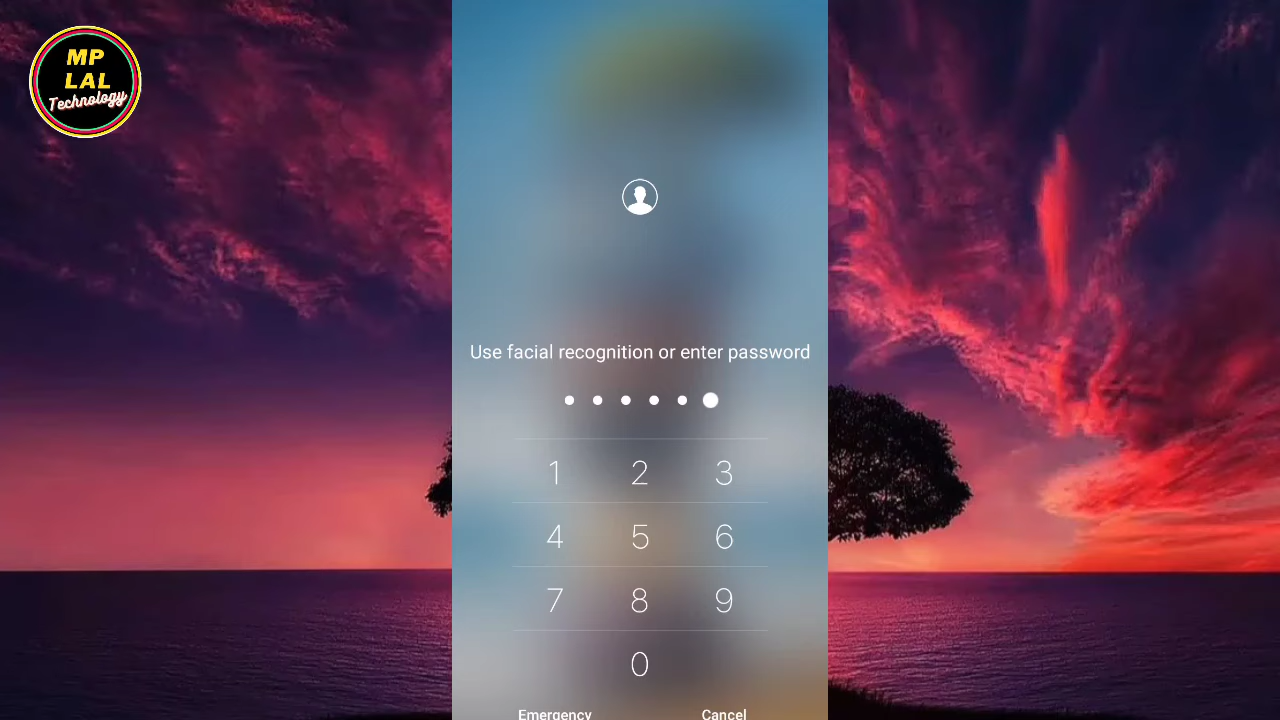 MP
LAL
Technology
Use facial recognition or enter password
1 2 3
4 5 6
7 8 9
0
Emergency Cancel